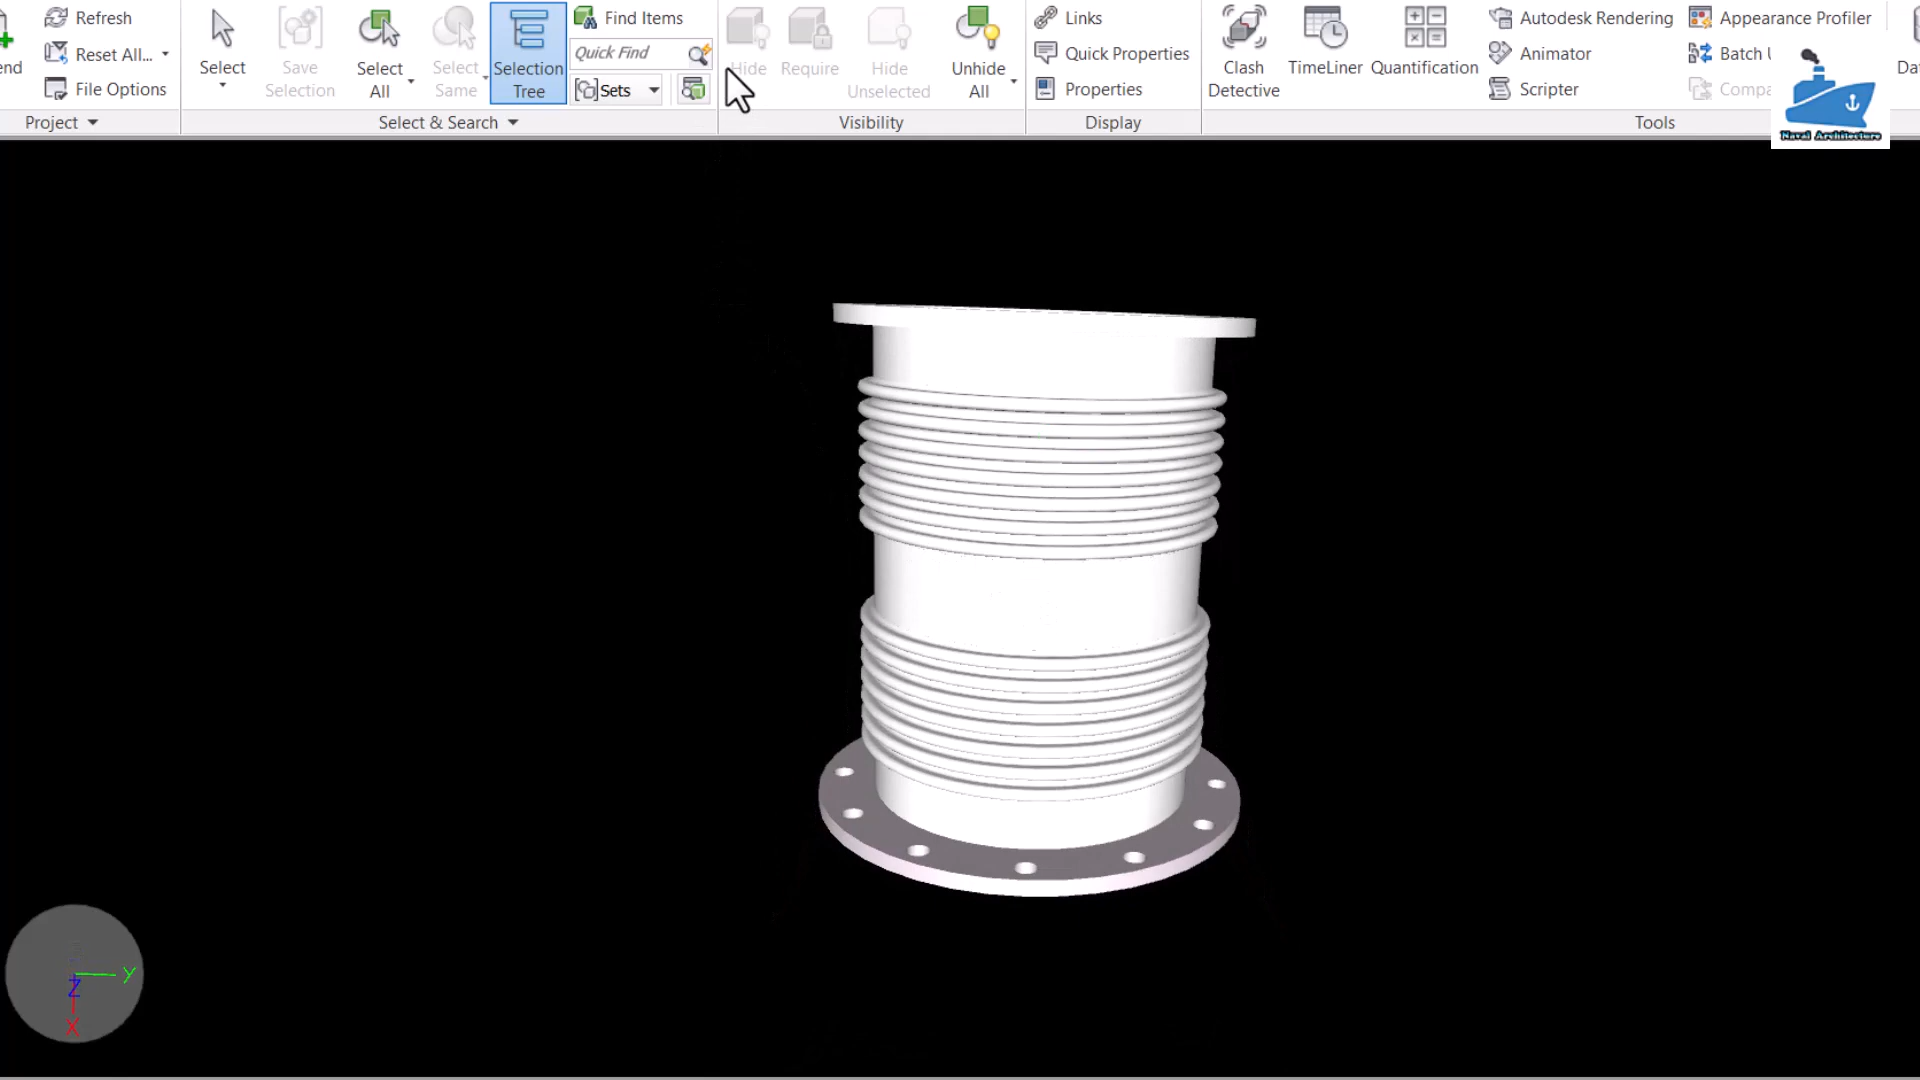 Refresh
Reset All...
File Options
Project
Select
Save
Selection
Select
All
Select
Same
Selection
Tree
Find Items
Quick Find
Sets
Select & Search
Hide
Require
Hide
Unselected
Unhide
All
Visibility
Links
Quick Properties
Properties
Display
Clash
Detective
TimeLiner
Quantification
Autodesk Rendering
Animator
Scripter
Appearance Profiler
Batch U
Compa
Tools
Naval Architecture
Z
Y
X